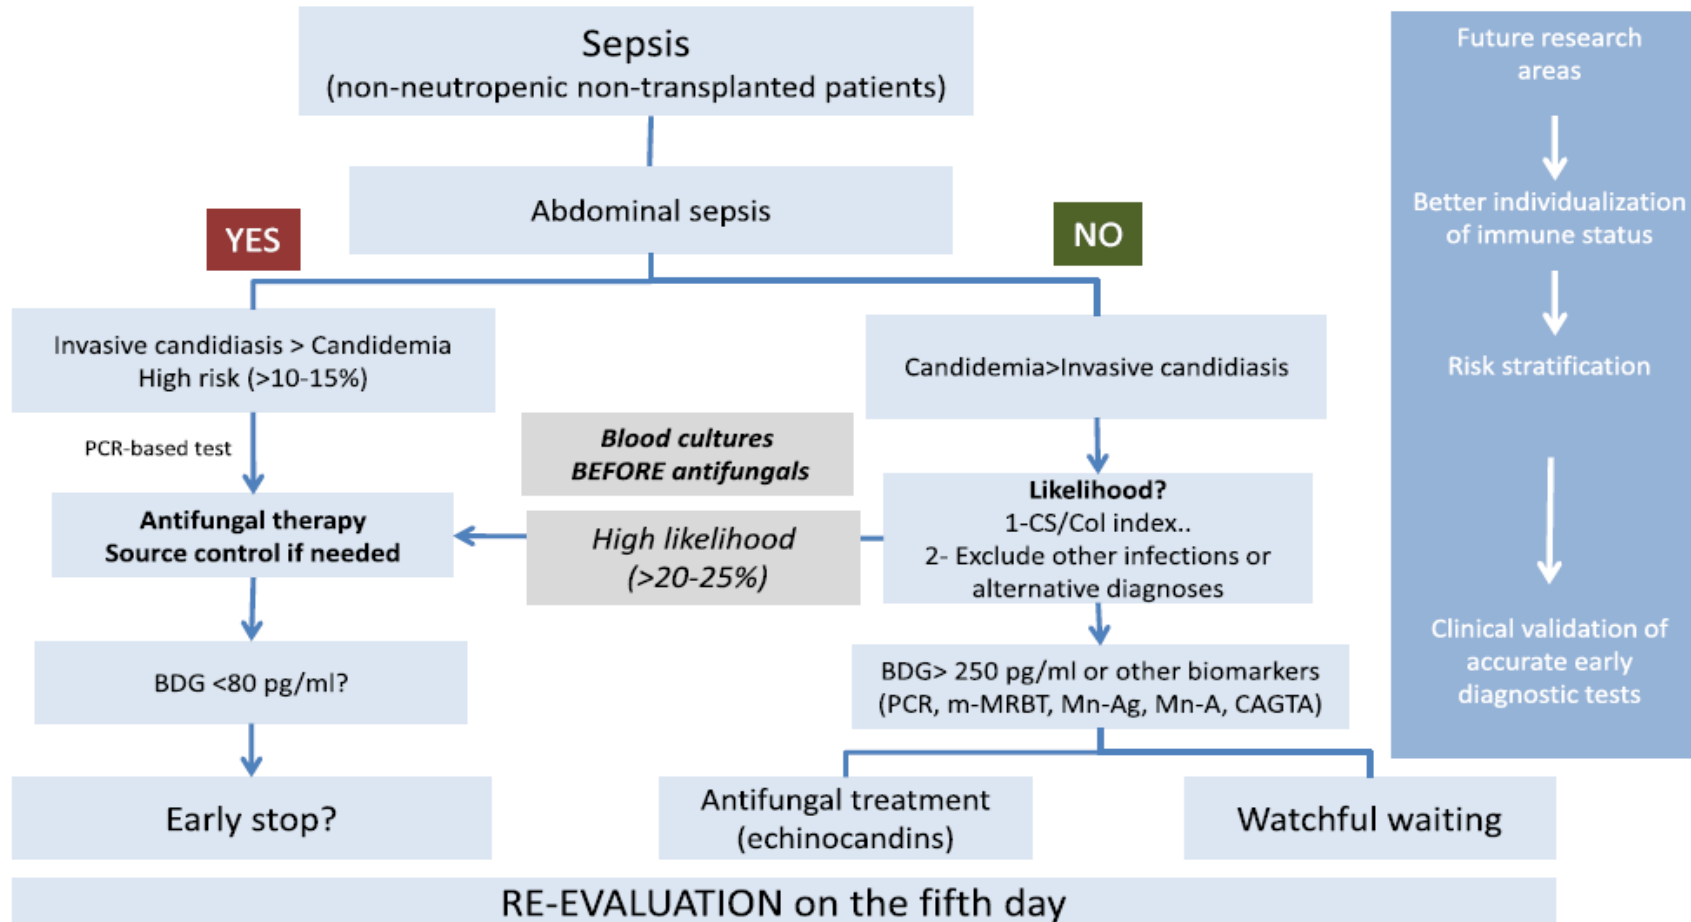 Sepsis
(non-neutropenic non-transplanted patients)
Abdominal sepsis
YES
NO
Invasive candidiasis > Candidemia
High risk (>10-15%)
Candidemia>Invasive candidiasis
PCR-based test
Blood cultures
BEFORE antifungals
Antifungal therapy
Source control if needed
High likelihood
(>20-25%)
Likelihood?
1-CS/Col index..
2- Exclude other infections or
alternative diagnoses
BDG <80 pg/ml?
BDG> 250 pg/ml or other biomarkers
(PCR, m-MRBT, Mn-Ag, Mn-A, CAGTA)
Early stop?
Antifungal treatment
(echinocandins)
Watchful waiting
RE-EVALUATION on the fifth day
Future research
areas
Better individualization
of immune status
Risk stratification
Clinical validation of
accurate early
diagnostic tests